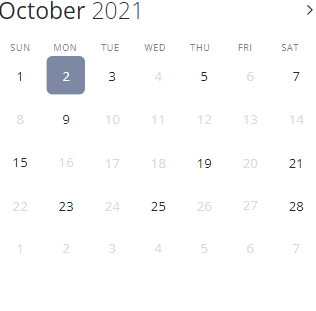 October 2021
SUN MON TUE WED THU FRI SAT
1 2 3 4 5 6 7
8 9 10 11 12 13 14
15 16 17 18 19 20 21
22 23 24 25 26 27 28
1 2 3 4 5 6 7